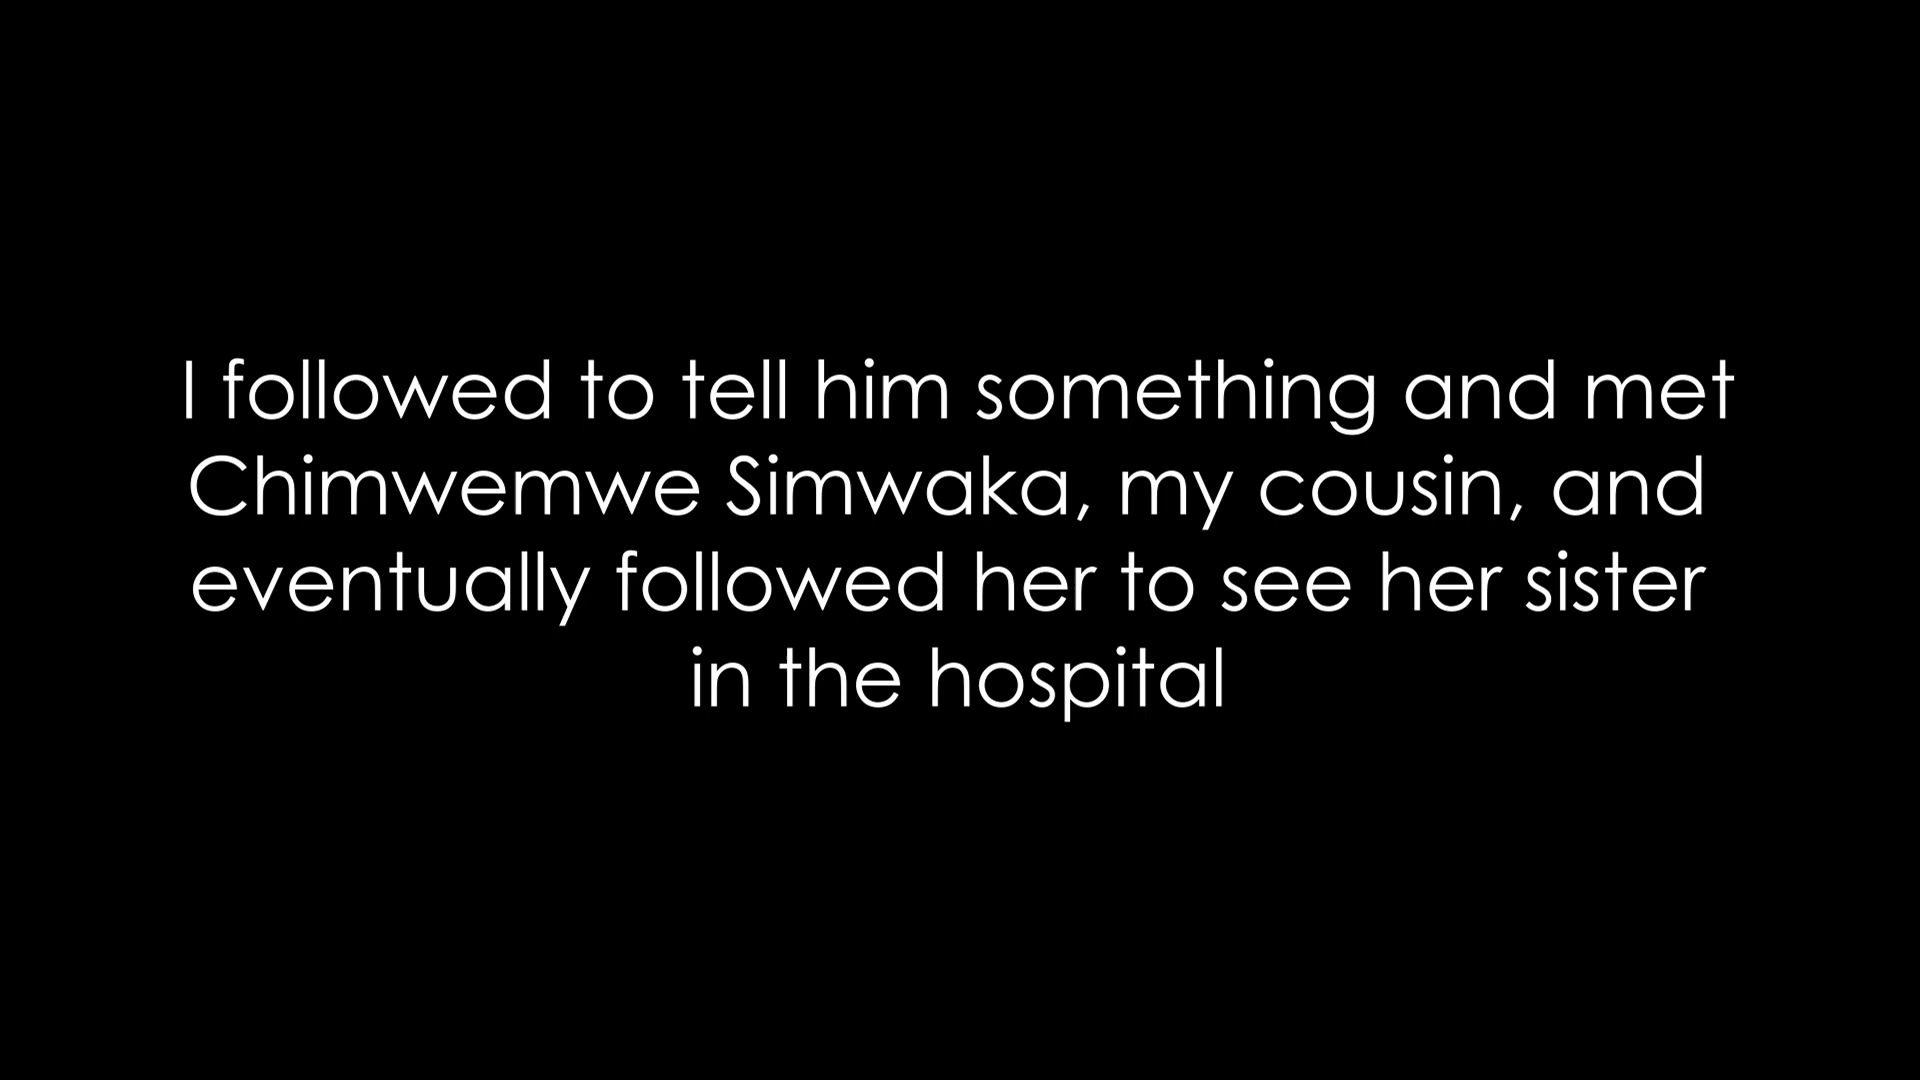 I followed to tell him something and met
Chimwemwe Simwaka, my cousin, and
eventually followed her to see her sister
in the hospital